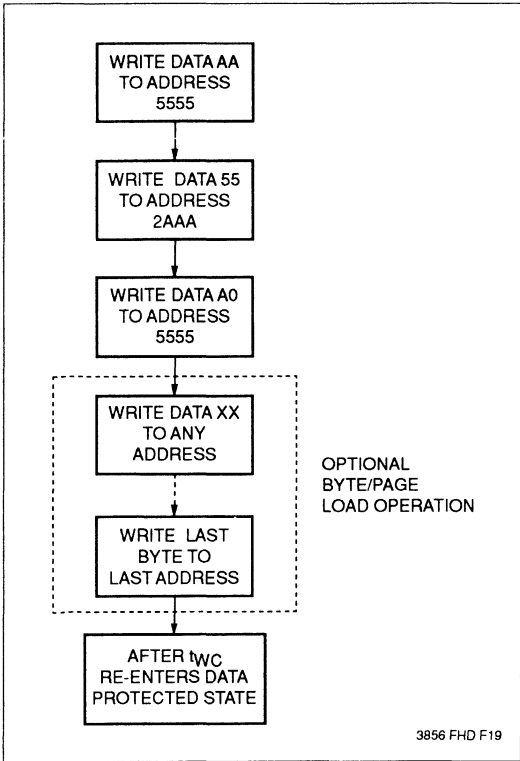 WRITE DATA AA
TO ADDRESS
5555
WRITE DATA 55
TO ADDRESS
2AAA
WRITE DATA A0
TO ADDRESS
5555
WRITE DATA XX
TO ANY
ADDRESS
OPTIONAL
BYTE/PAGE
LOAD OPERATION
WRITE LAST
BYTE TO
LAST ADDRESS
AFTER tWC
RE-ENTERS DATA
PROTECTED STATE
3856 FHD F19